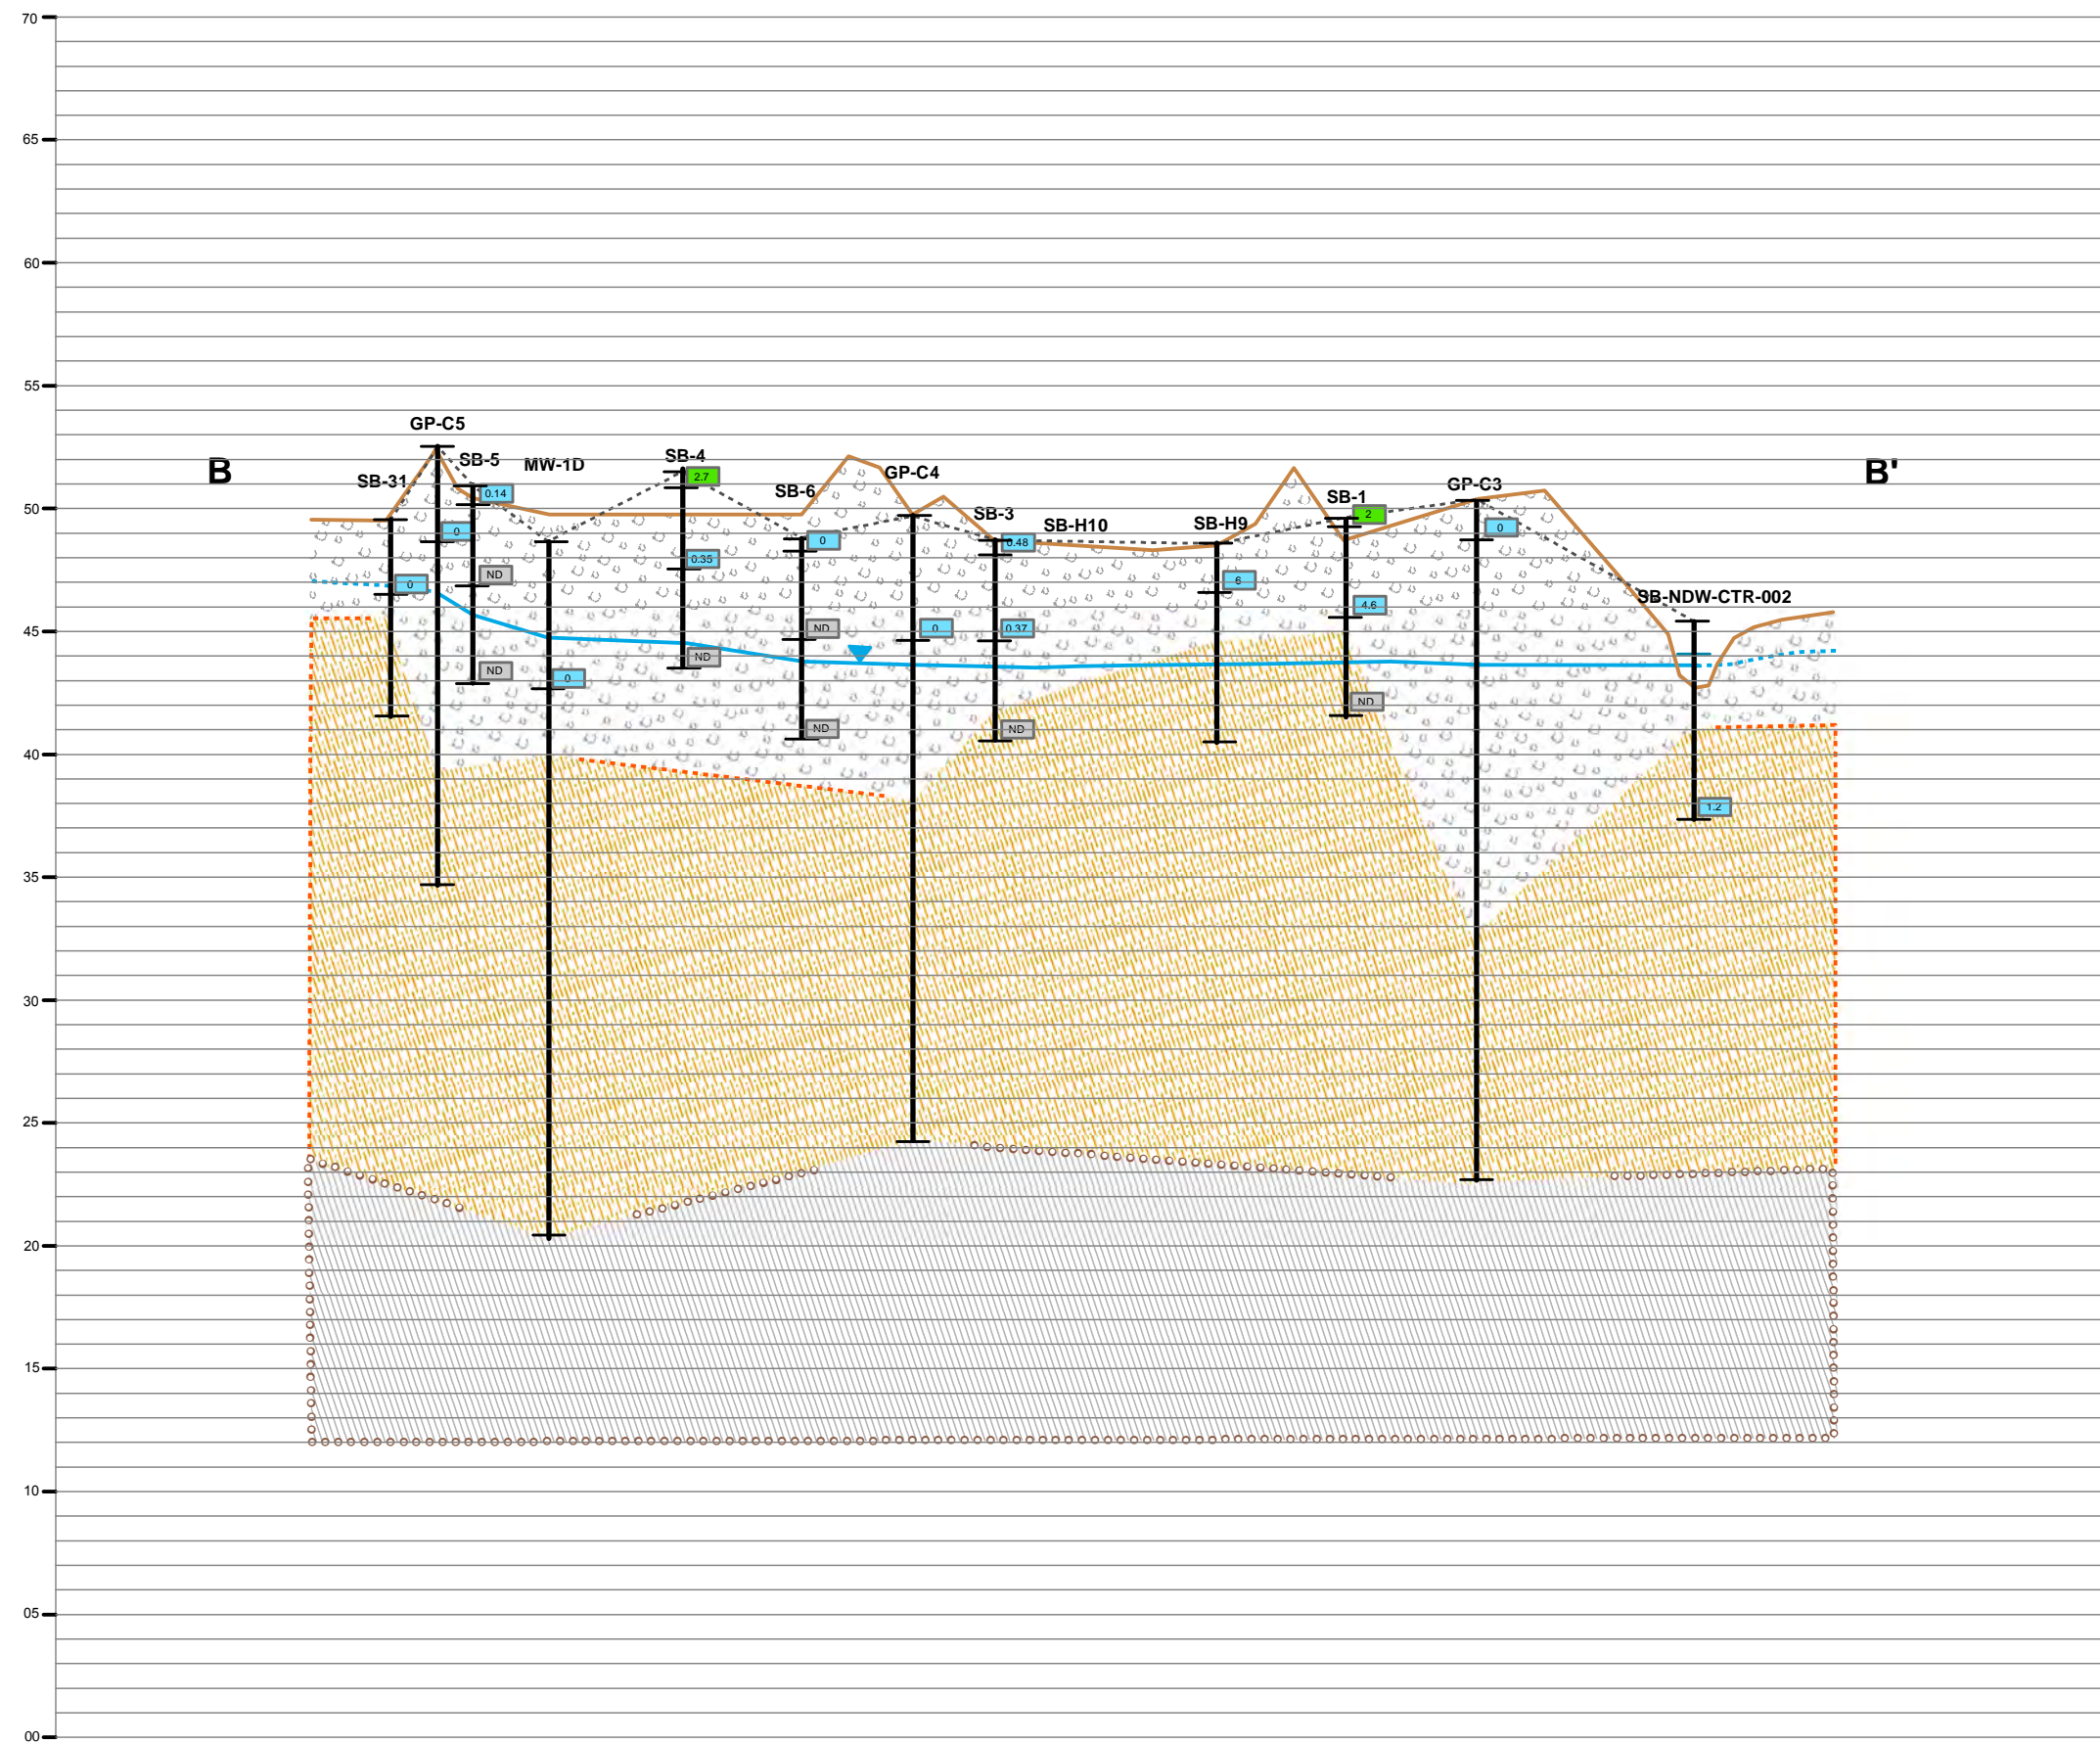 70
65
60
55
GP-C5
B
SB-31
SB-5
MW-1D
SB-4
SB-6
GP-C4
SB-3
SB-H10
SB-H9
SB-1
GP-C3
B'
SB-NDW-CTR-002
50
0.14
2.7
2
0
0
0
0.48
0.35
ND
0
6
4.6
45
ND
0
0.37
ND
ND
0
ND
ND
ND
40
1.2
35
30
25
20
15
10
05
00